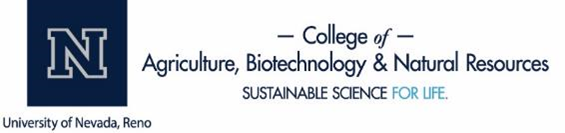 N
University of Nevada, Reno
— College of —
Agriculture, Biotechnology & Natural Resources
SUSTAINABLE SCIENCE FOR LIFE.